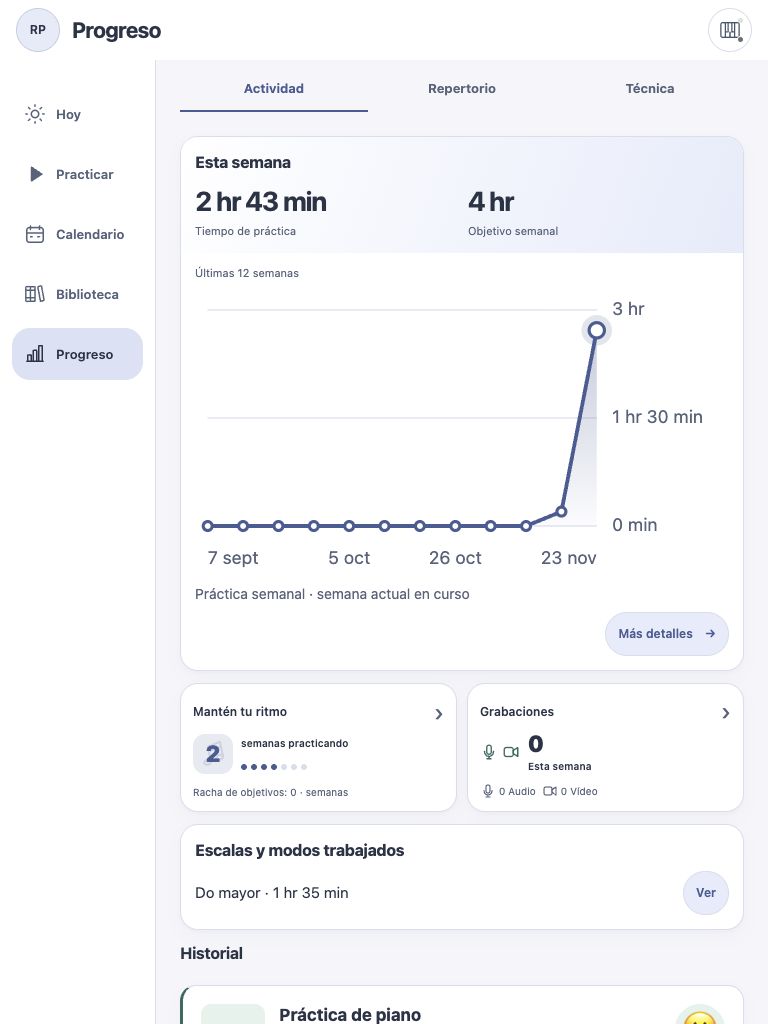 RP
Progreso
Actividad
Repertorio
Técnica
Hoy
Practicar
Calendario
Biblioteca
Progreso
Esta semana
2 hr 43 min
Tiempo de práctica
4 hr
Objetivo semanal
Últimas 12 semanas
3 hr
1 hr 30 min
0 min
7 sept
5 oct
26 oct
23 nov
Práctica semanal · semana actual en curso
Más detalles
Mantén tu ritmo
2
semanas practicando
Racha de objetivos: 0 · semanas
Grabaciones
0
Esta semana
0 Audio
0 Vídeo
Escalas y modos trabajados
Do mayor · 1 hr 35 min
Ver
Historial
Práctica de piano